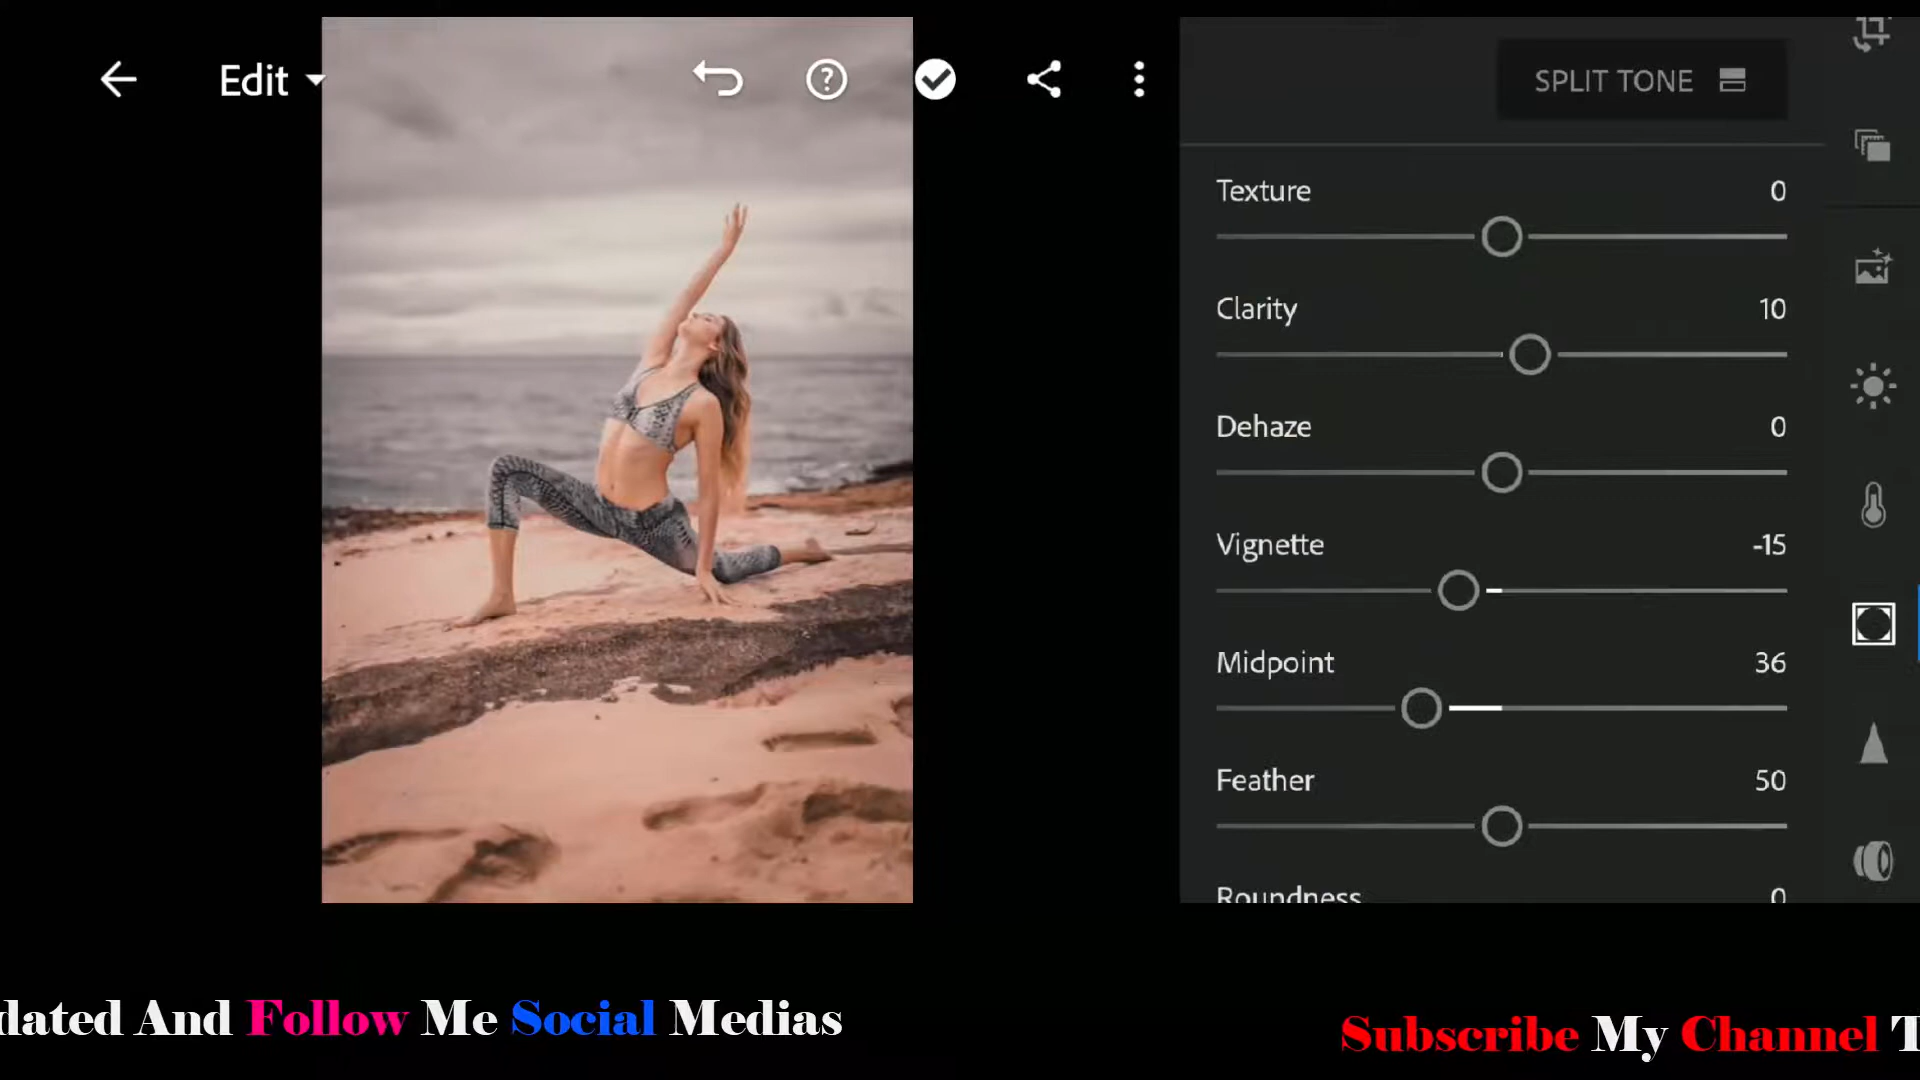 Edit
SPLIT TONE
Texture 0
Clarity 10
Dehaze 0
Vignette -15
Midpoint 36
Feather 50
Roundness 0
dated And Follow Me Social Medias
Subscribe My Channel T